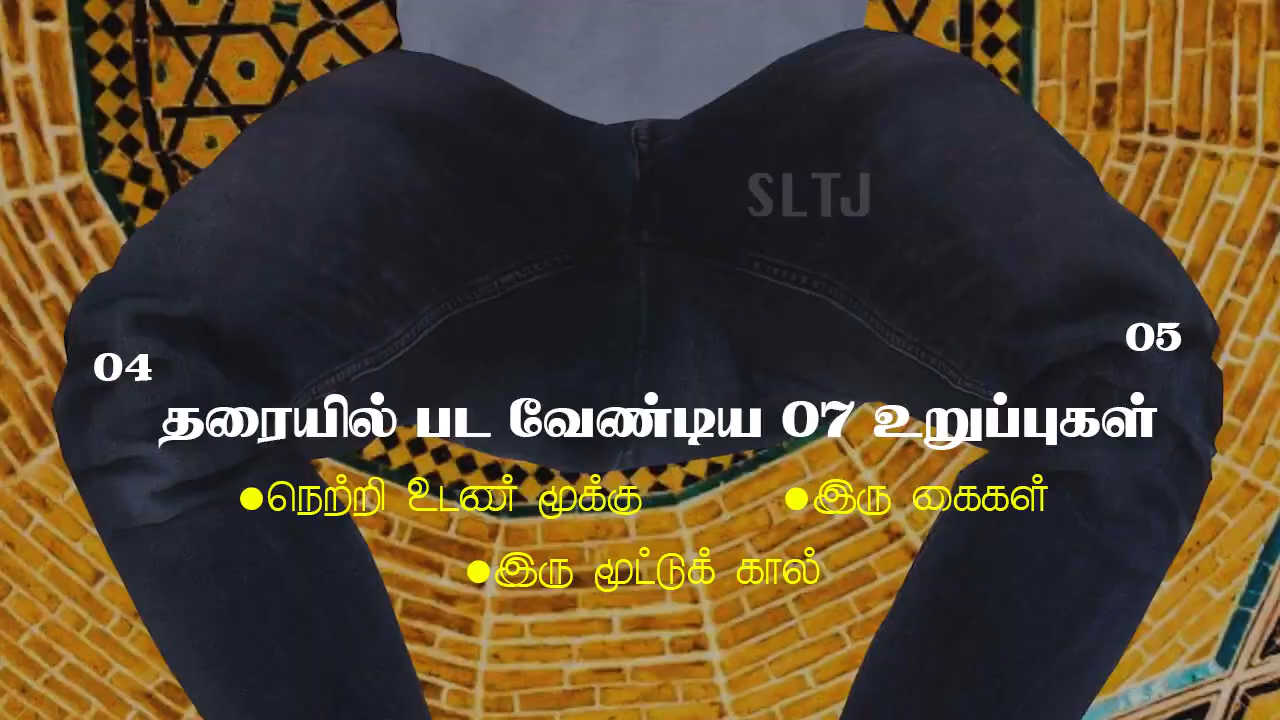 SLTJ
05
04
தரையில் பட வேண்டிய 07 உறுப்புகள்
●நெற்றி உடன் மூக்கு ●இரு கைகள்
●இரு மூட்டுக் கால்